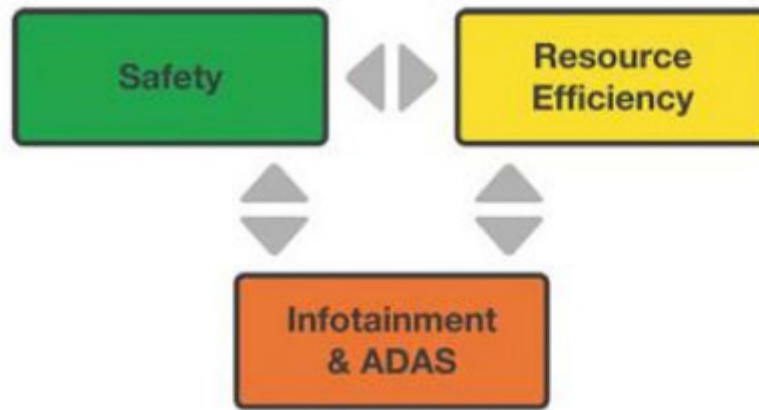 Safety
Resource
Efficiency
Infotainment
& ADAS